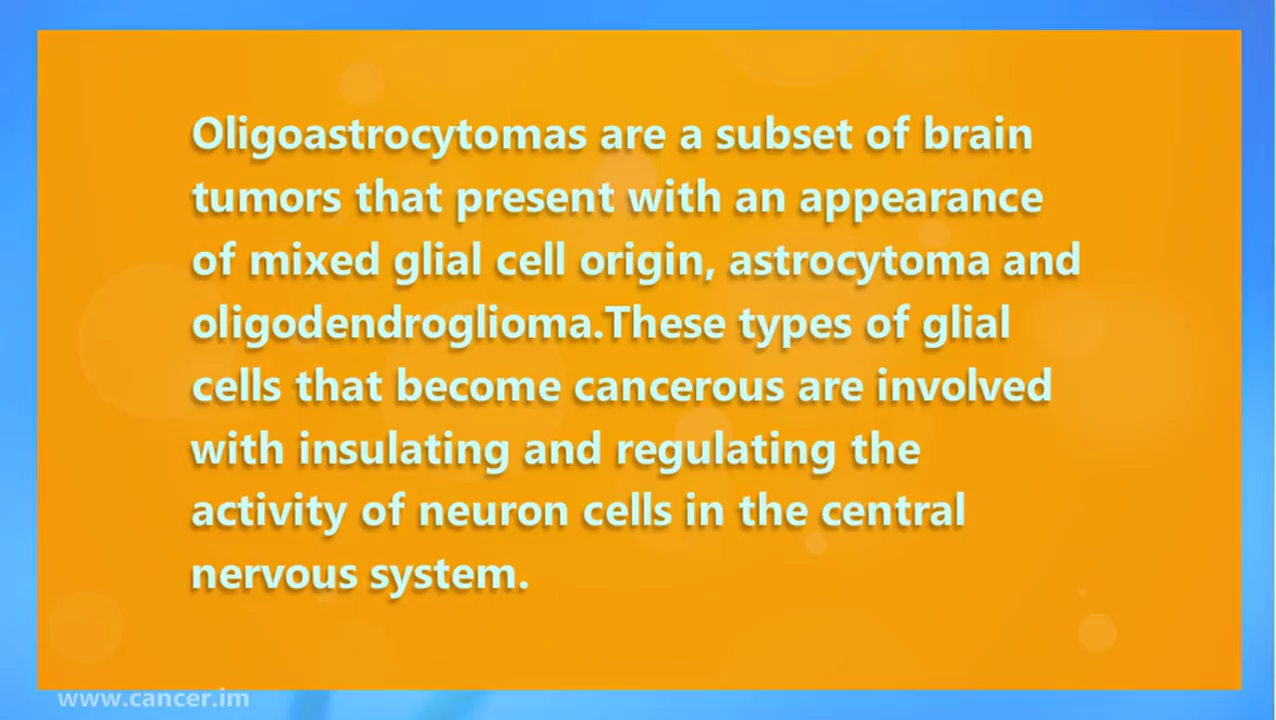 Oligoastrocytomas are a subset of brain
tumors that present with an appearance
of mixed glial cell origin, astrocytoma and
oligodendroglioma.These types of glial
cells that become cancerous are involved
with insulating and regulating the
activity of neuron cells in the central
nervous system.
www.cancer.im